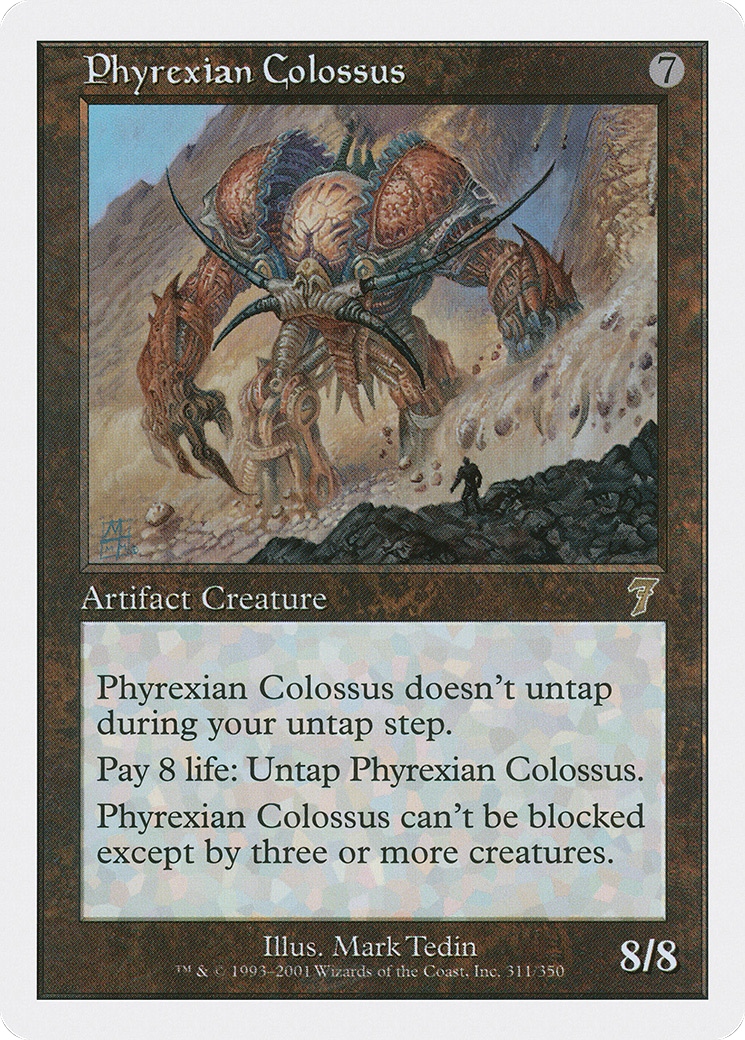 Phyrexian Colossus 7
Artifact Creature 7
Phyrexian Colossus doesn't untap
during your untap step.
Pay 8 life: Untap Phyrexian Colossus.
Phyrexian Colossus can't be blocked
except by three or more creatures.
Illus. Mark Tedin
™ & © 1993–2001 Wizards of the Coast, Inc. 311/350
8/8